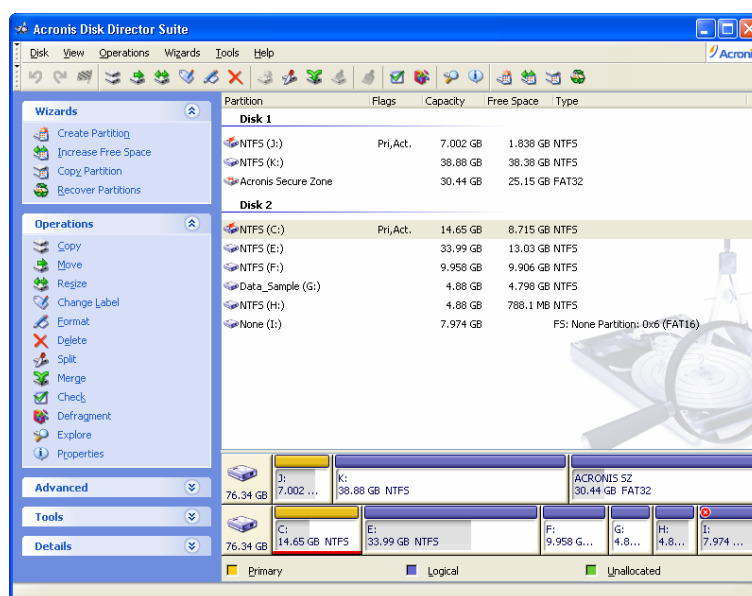 Acronis Disk Director Suite
Disk View Operations Wizards Tools Help
Acroni
Partition Flags Capacity Free Space Type
Wizards
Create Partition
Increase Free Space
Copy Partition
Recover Partitions
Operations
Copy
Move
Resize
Change Label
Format
Delete
Split
Merge
Check
Defragment
Explore
Properties
Advanced
Tools
Details
Disk 1
NTFS (J:) Pri,Act. 7.002 GB 1.838 GB NTFS
NTFS (K:) 38.88 GB 38.38 GB NTFS
Acronis Secure Zone 30.44 GB 25.15 GB FAT32
Disk 2
NTFS (C:) Pri,Act. 14.65 GB 8.715 GB NTFS
NTFS (E:) 33.99 GB 13.03 GB NTFS
NTFS (F:) 9.958 GB 9.906 GB NTFS
Data_Sample (G:) 4.88 GB 4.798 GB NTFS
NTFS (H:) 4.88 GB 788.1 MB NTFS
None (I:) 7.974 GB FS: None Partition: 0x6 (FAT16)
J: K: ACRONIS SZ
76.34 GB 7.002 ... 38.88 GB NTFS 30.44 GB FAT32
C: E: F: G: H: I:
76.34 GB 14.65 GB NTFS 33.99 GB NTFS 9.958 G... 4.8... 4.8... 7.974 ...
Primary Logical Unallocated